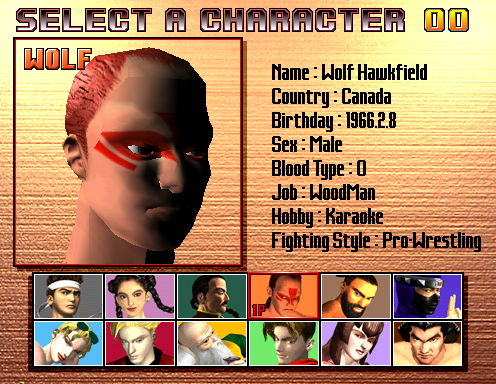 SELECT A CHARACTER 00
WOLF
Name : Wolf Hawkfield
Country : Canada
Birthday : 1966.2.8
Sex : Male
Blood Type : O
Job : WoodMan
Hobby : Karaoke
Fighting Style : Pro-Wrestling
1P